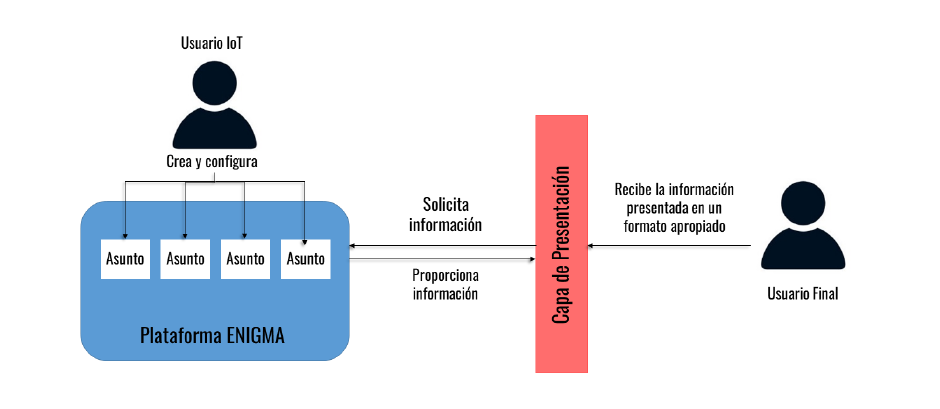 Usuario IoT
Crea y configura
Asunto
Asunto
Asunto
Asunto
Plataforma ENIGMA
Solicita
información
Proporciona
información
Capa de Presentación
Recibe la información
presentada en un
formato apropiado
Usuario Final